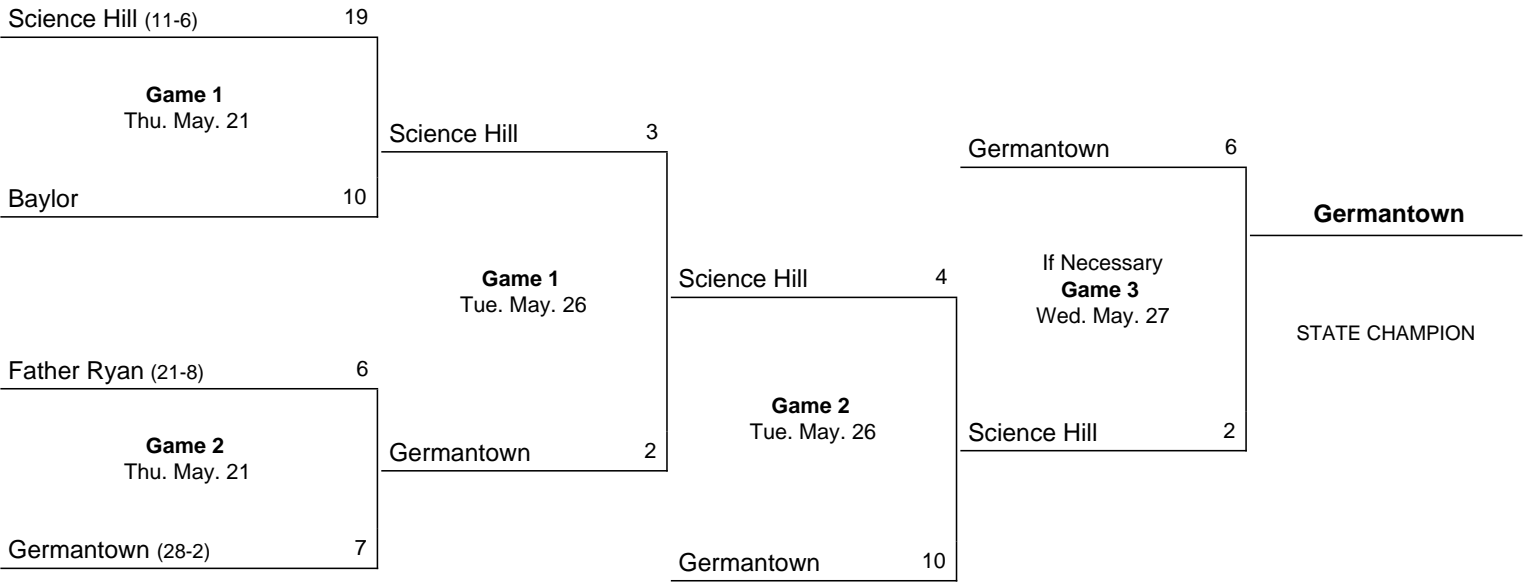 Science Hill (11-6) 19
Game 1
Thu. May. 21
Baylor 10
Father Ryan (21-8) 6
Game 2
Thu. May. 21
Germantown (28-2) 7
Science Hill 3
Game 1
Tue. May. 26
Germantown 2
Science Hill 4
Game 2
Tue. May. 26
Germantown 10
Germantown 6
If Necessary
Game 3
Wed. May. 27
Science Hill 2
Germantown
STATE CHAMPION